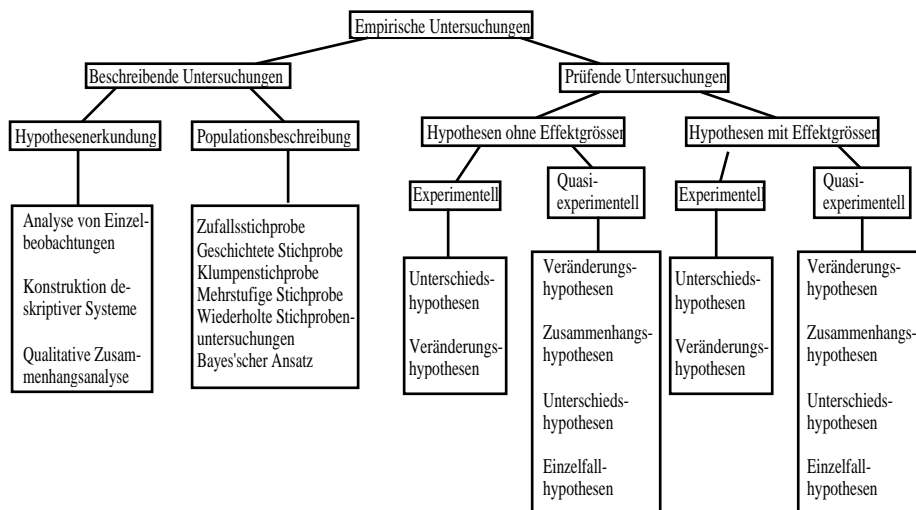 Empirische Untersuchungen
Beschreibende Untersuchungen
Prüfende Untersuchungen
Hypothesenerkundung
Populationsbeschreibung
Hypothesen ohne Effektgrössen
Hypothesen mit Effektgrössen
Experimentell
Quasi-
experimentell
Experimentell
Quasi-
experimentell
Analyse von Einzel-
beobachtungen
Konstruktion de-
skriptiver Systeme
Qualitative Zusam-
menhangsanalyse
Zufallsstichprobe
Geschichtete Stichprobe
Klumpenstichprobe
Mehrstufige Stichprobe
Wiederholte Stichproben-
untersuchungen
Bayes'scher Ansatz
Unterschieds-
hypothesen
Veränderungs-
hypothesen
Veränderungs-
hypothesen
Zusammenhangs-
hypothesen
Unterschieds-
hypothesen
Einzelfall-
hypothesen
Unterschieds-
hypothesen
Veränderungs-
hypothesen
Veränderungs-
hypothesen
Zusammenhangs-
hypothesen
Unterschieds-
hypothesen
Einzelfall-
hypothesen